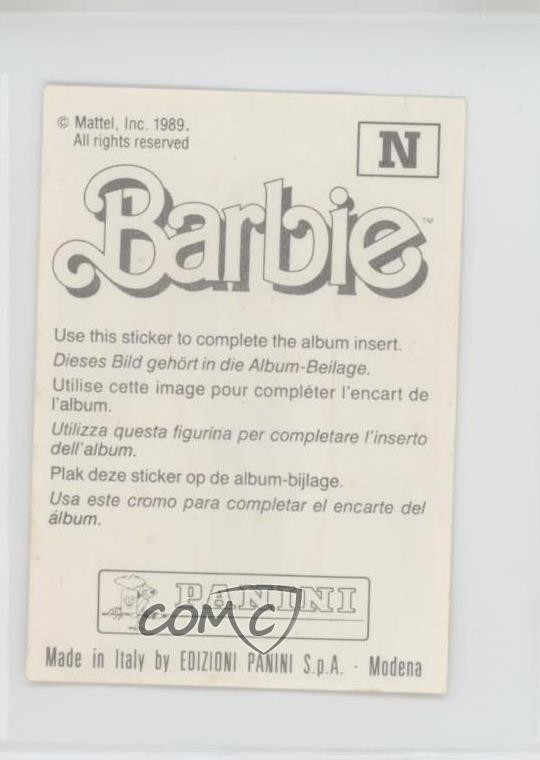 © Mattel, Inc. 1989.
All rights reserved
N
Barbie™
Use this sticker to complete the album insert.
Dieses Bild gehört in die Album-Beilage.
Utilise cette image pour compléter l'encart de
l'album.
Utilizza questa figurina per completare l'inserto
dell'album.
Plak deze sticker op de album-bijlage.
Usa este cromo para completar el encarte del
álbum.
PANINI
COMC
Made in Italy by EDIZIONI PANINI S.p.A. - Modena